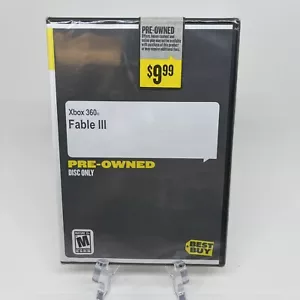 PRE-OWNED
$9.99
Xbox 360®
Fable III
PRE-OWNED
DISC ONLY
M
BEST
BUY